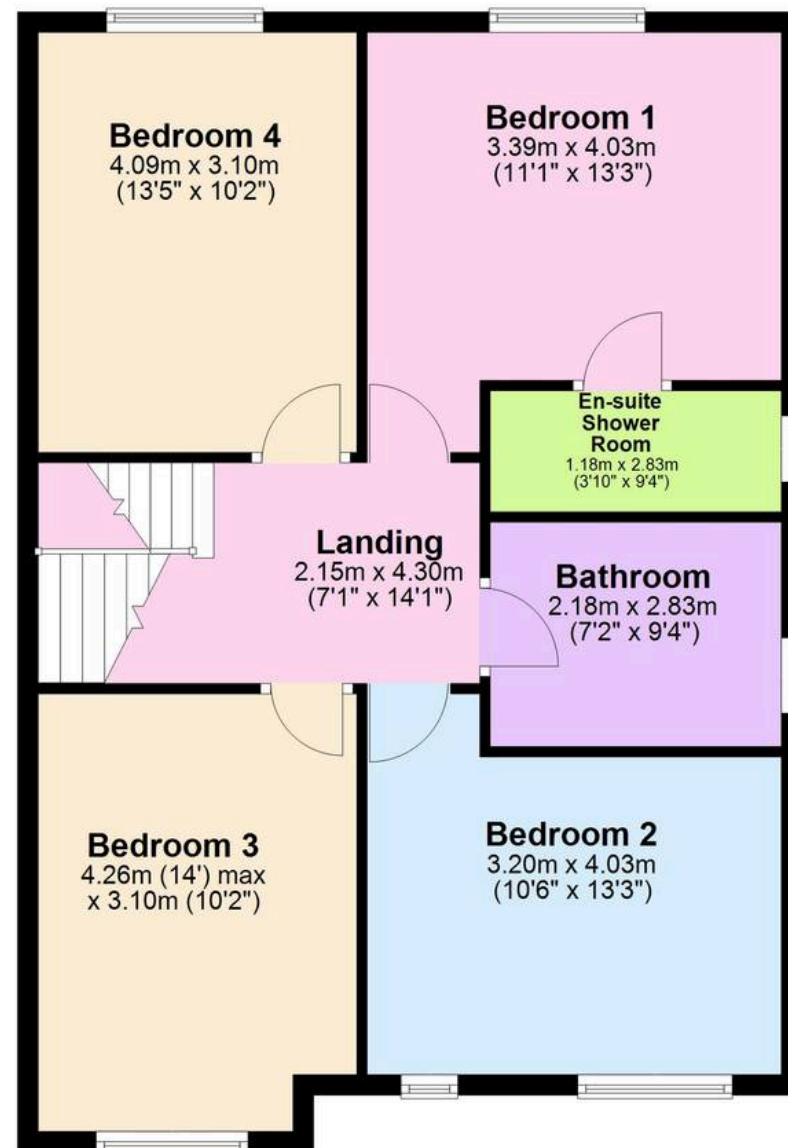 Bedroom 4
4.09m x 3.10m
(13'5" x 10'2")
Bedroom 1
3.39m x 4.03m
(11'1" x 13'3")
En-suite
Shower
Room
1.18m x 2.83m
(3'10" x 9'4")
Landing
2.15m x 4.30m
(7'1" x 14'1")
Bathroom
2.18m x 2.83m
(7'2" x 9'4")
Bedroom 3
4.26m (14') max
x 3.10m (10'2")
Bedroom 2
3.20m x 4.03m
(10'6" x 13'3")